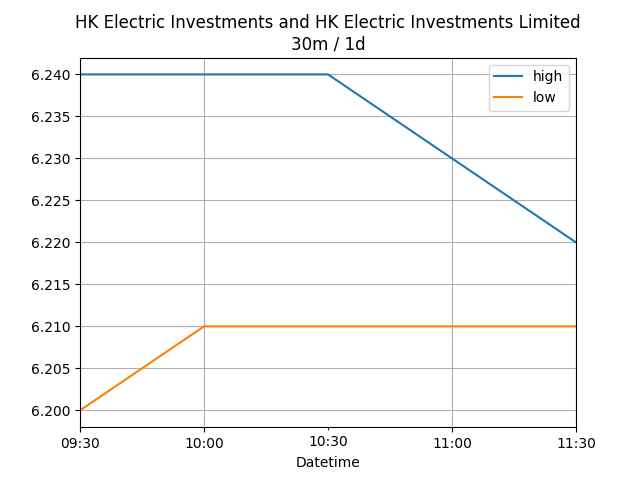 HK Electric Investments and HK Electric Investments Limited
30m / 1d
high
low
6.240
6.235
6.230
6.225
6.220
6.215
6.210
6.205
6.200
09:30
10:00
10:30
11:00
11:30
Datetime